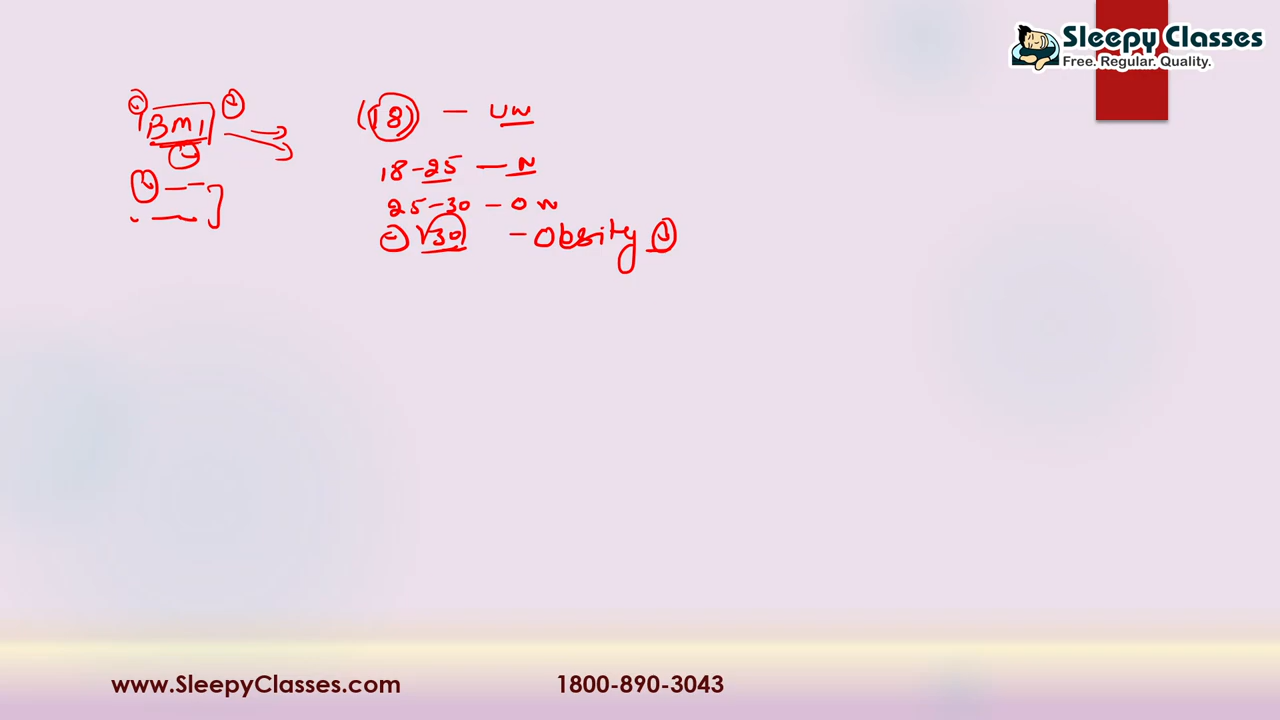 Sleepy Classes
Free. Regular. Quality.
BMI
(18) — UW
18-25 — N
25-30 - OW
30 - Obsity
www.SleepyClasses.com
1800-890-3043